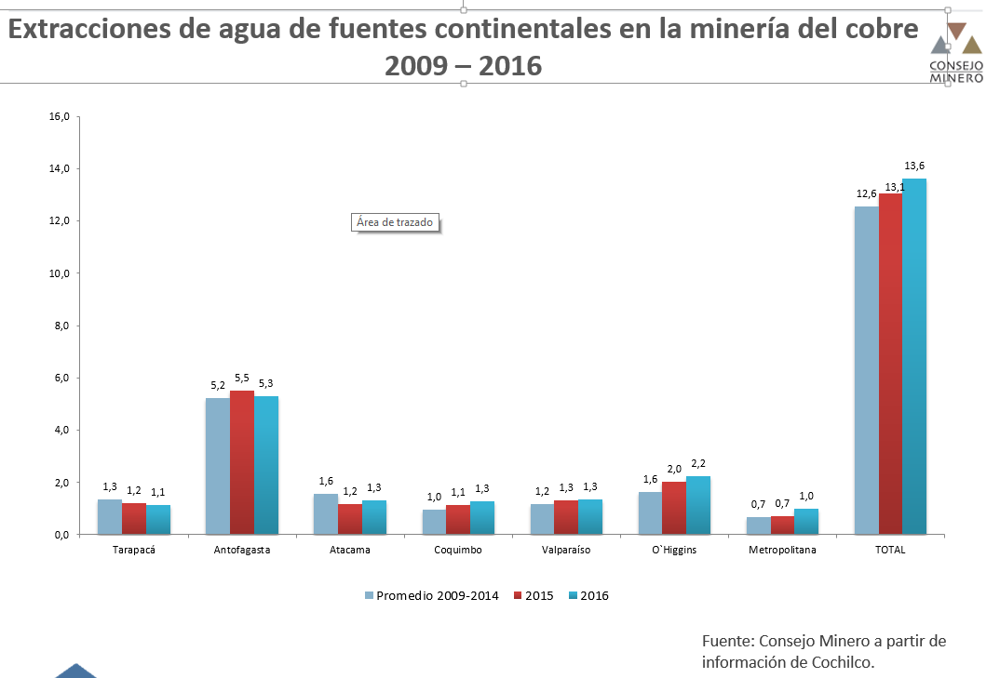 Extracciones de agua de fuentes continentales en la minería del cobre
2009 – 2016
CONSEJO
MINERO
16,0
14,0
12,0
10,0
8,0
6,0
4,0
2,0
0,0
Área de trazado
1,3 1,2 1,1
5,2 5,5 5,3
1,6 1,2 1,3
1,0 1,1 1,3
1,2 1,3 1,3
1,6 2,0 2,2
0,7 0,7 1,0
12,6 13,1 13,6
Tarapacá Antofagasta Atacama Coquimbo Valparaíso O`Higgins Metropolitana TOTAL
Promedio 2009-2014 2015 2016
Fuente: Consejo Minero a partir de
información de Cochilco.